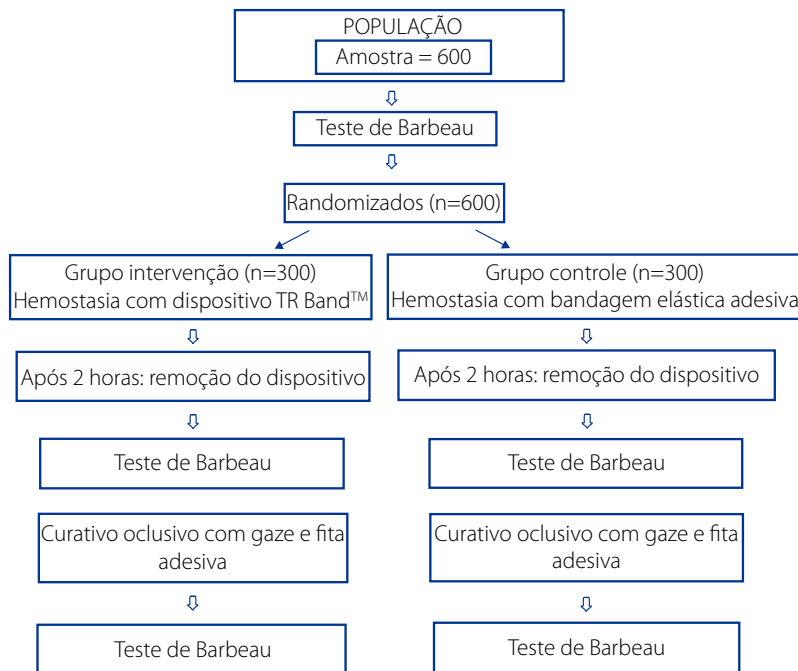 POPULAÇÃO
Amostra = 600
Teste de Barbeau
Randomizados (n=600)
Grupo intervenção (n=300)
Hemostasia com dispositivo TR Band™
Grupo controle (n=300)
Hemostasia com bandagem elástica adesiva
Após 2 horas: remoção do dispositivo
Após 2 horas: remoção do dispositivo
Teste de Barbeau
Teste de Barbeau
Curativo oclusivo com gaze e fita
adesiva
Curativo oclusivo com gaze e fita
adesiva
Teste de Barbeau
Teste de Barbeau